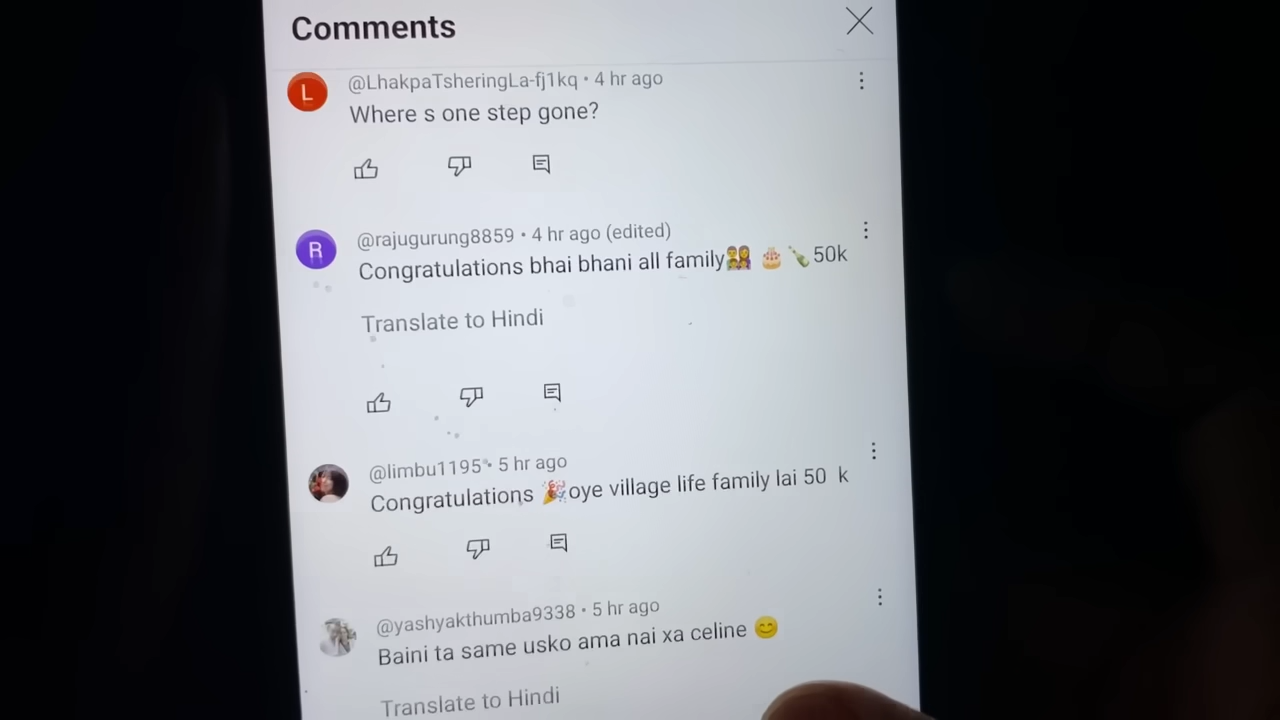 Comments
L
@LhakpaTsheringLa-fj1kq • 4 hr ago
Where s one step gone?
R
@rajugurung8859 • 4 hr ago (edited)
Congratulations bhai bhani all family👩‍👩‍👧‍👦 🎂 🍾 50k
Translate to Hindi
@limbu1195 • 5 hr ago
Congratulations 🎉oye village life family lai 50 k
@yashyakthumba9338 • 5 hr ago
Baini ta same usko ama nai xa celine 😊
Translate to Hindi